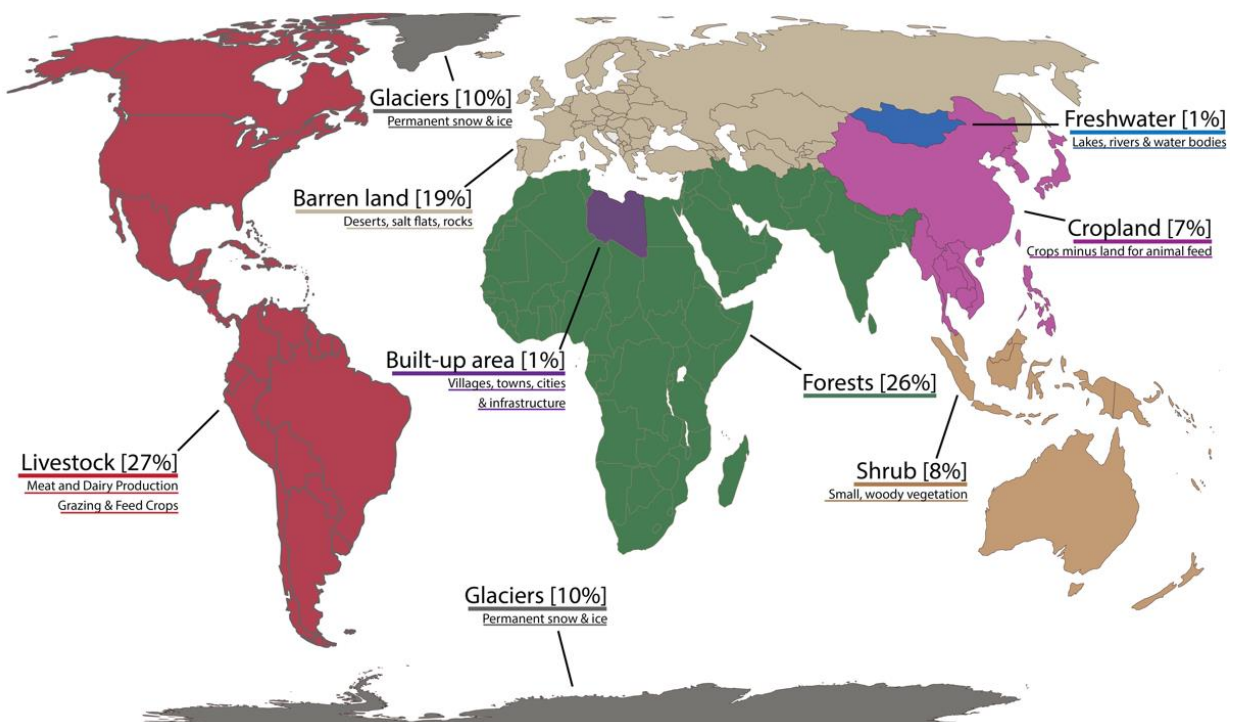 Glaciers [10%]
Permanent snow & ice
Freshwater [1%]
Lakes, rivers & water bodies
Barren land [19%]
Deserts, salt flats, rocks
Cropland [7%]
Crops minus land for animal feed
Built-up area [1%]
Villages, towns, cities
& infrastructure
Forests [26%]
Livestock [27%]
Meat and Dairy Production
Grazing & Feed Crops
Shrub [8%]
Small, woody vegetation
Glaciers [10%]
Permanent snow & ice